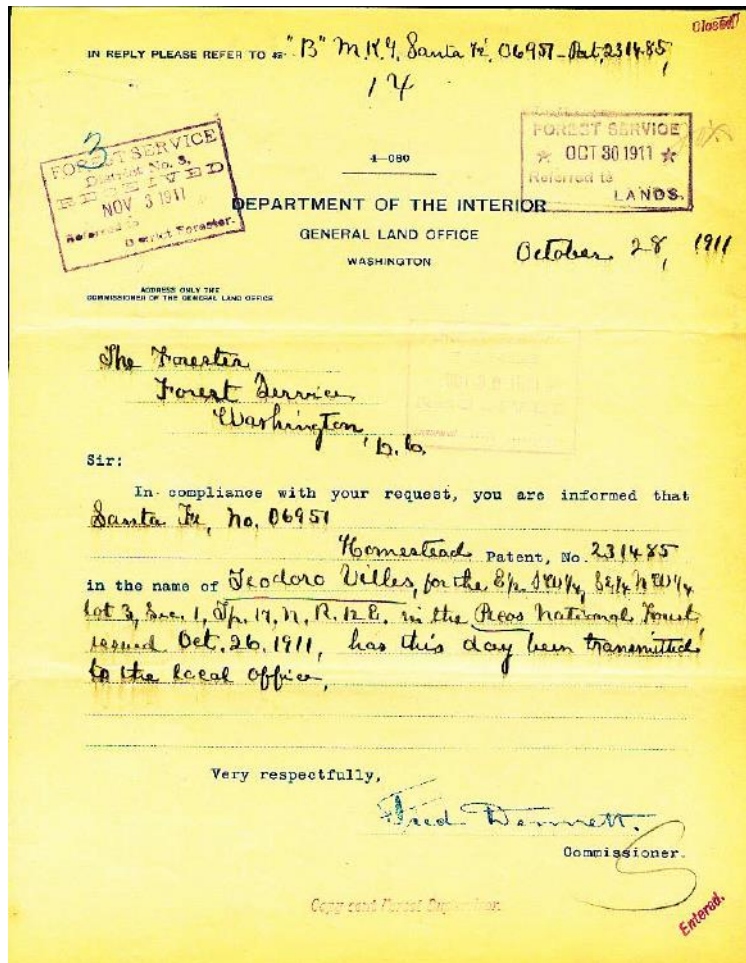 Closed
IN REPLY PLEASE REFER TO "B" M.K.Y. Santa Fe, 06951-Pat, 231485,
14
3
FOREST SERVICE
District No. 3,
RECEIVED
NOV 3 1911
Referred to
District Forester.
4-080
FOREST SERVICE
OCT 30 1911
Referred to
LANDS.
DEPARTMENT OF THE INTERIOR
GENERAL LAND OFFICE
WASHINGTON
October 28, 1911
ADDRESS ONLY THE
COMMISSIONER OF THE GENERAL LAND OFFICE
The Forester
Forest Service,
Washington,
D.C.
Sir:
In compliance with your request, you are informed that
Santa Fe, No. 06951
Homestead Patent, No. 231485
in the name of Teodoro Villes, for the E/2 SW/4, SE/4 NW/4
lot 3, Sec. 1, Tp. 17, N, R. 12 E. in the Pecos National Forest,
issued Oct. 26, 1911, has this day been transmitted
to the local office,
Very respectfully,
Fred Dennett.
Commissioner.
Copy sent Forest Supervisor.
Entered.